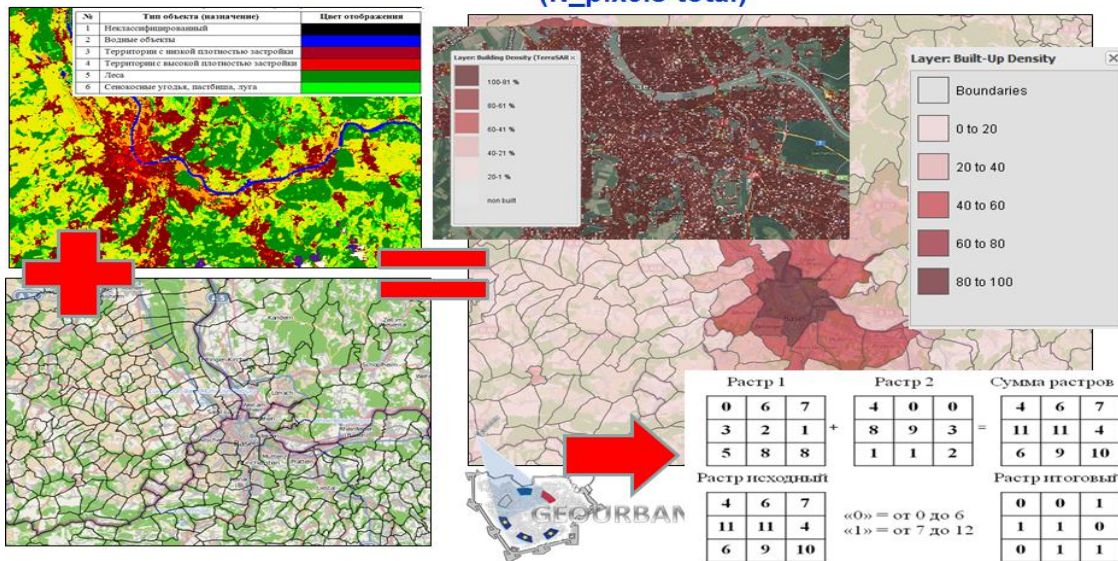 (n_pixels total)
№ Тип объекта (назначение) Цвет отображения
1 Неклассифицированный
2 Водные объекты
3 Территории с низкой плотностью застройки
4 Территории с высокой плотностью застройки
5 Леса
6 Сенокосные угодья, пастбища, луга
Layer: Building Density (TerraSAR
100-81 %
80-61 %
60-41 %
40-21 %
20-1 %
non built
Layer: Built-Up Density
Boundaries
0 to 20
20 to 40
40 to 60
60 to 80
80 to 100
Kandern
Schopfheim
Lörrach
Basel
Muttenz
Pratteln
GEOURBAN
Растр 1 Растр 2 Сумма растров
0 6 7 4 0 0 4 6 7
3 2 1 + 8 9 3 = 11 11 4
5 8 8 1 1 2 6 9 10
Растр исходный Растр итоговый
4 6 7 «0» = от 0 до 6 0 0 1
11 11 4 «1» = от 7 до 12 1 1 0
6 9 10 0 1 1